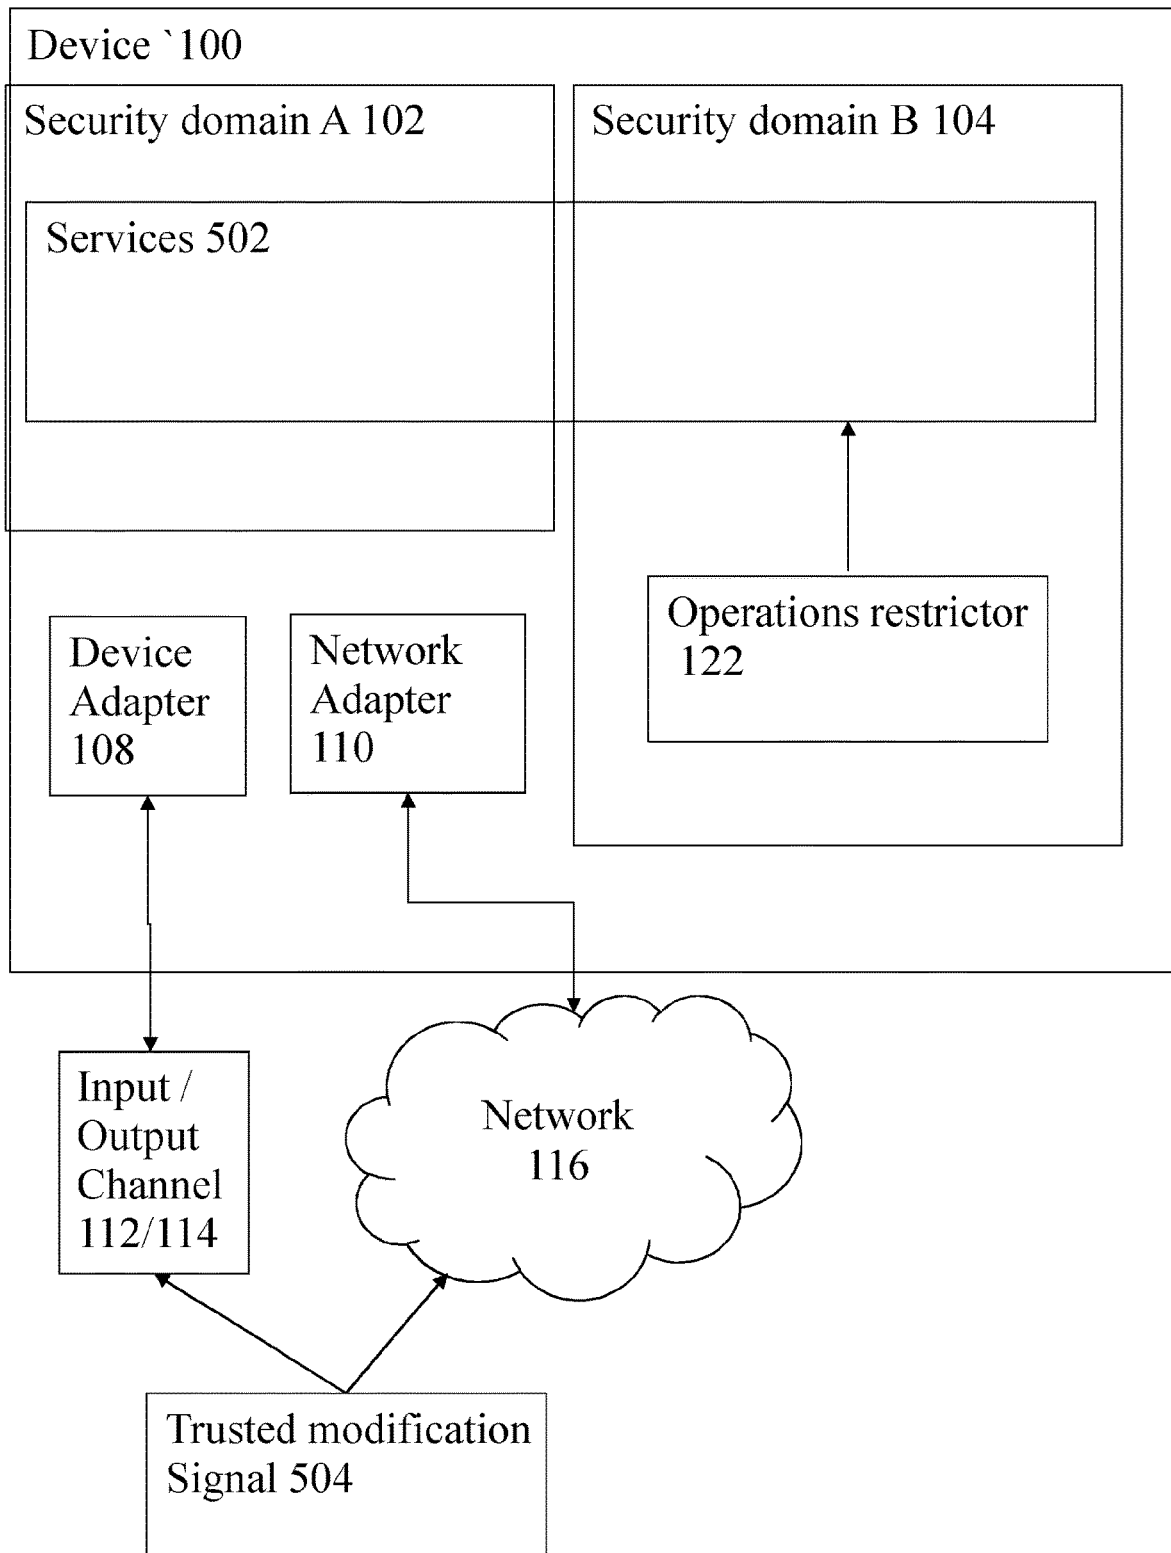 Device `100
Security domain A 102
Security domain B 104
Services 502
Operations restrictor
122
Device
Adapter
108
Network
Adapter
110
Input /
Output
Channel
112/114
Network
116
Trusted modification
Signal 504